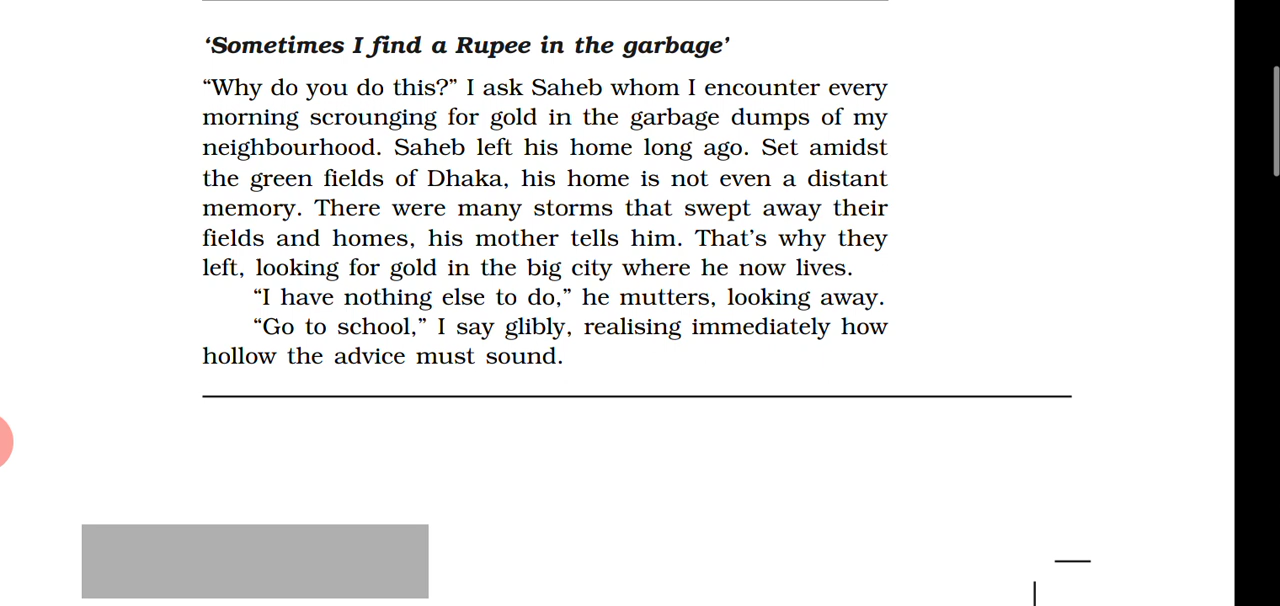 ‘Sometimes I find a Rupee in the garbage’
“Why do you do this?” I ask Saheb whom I encounter every
morning scrounging for gold in the garbage dumps of my
neighbourhood. Saheb left his home long ago. Set amidst
the green fields of Dhaka, his home is not even a distant
memory. There were many storms that swept away their
fields and homes, his mother tells him. That’s why they
left, looking for gold in the big city where he now lives.
“I have nothing else to do,” he mutters, looking away.
“Go to school,” I say glibly, realising immediately how
hollow the advice must sound.